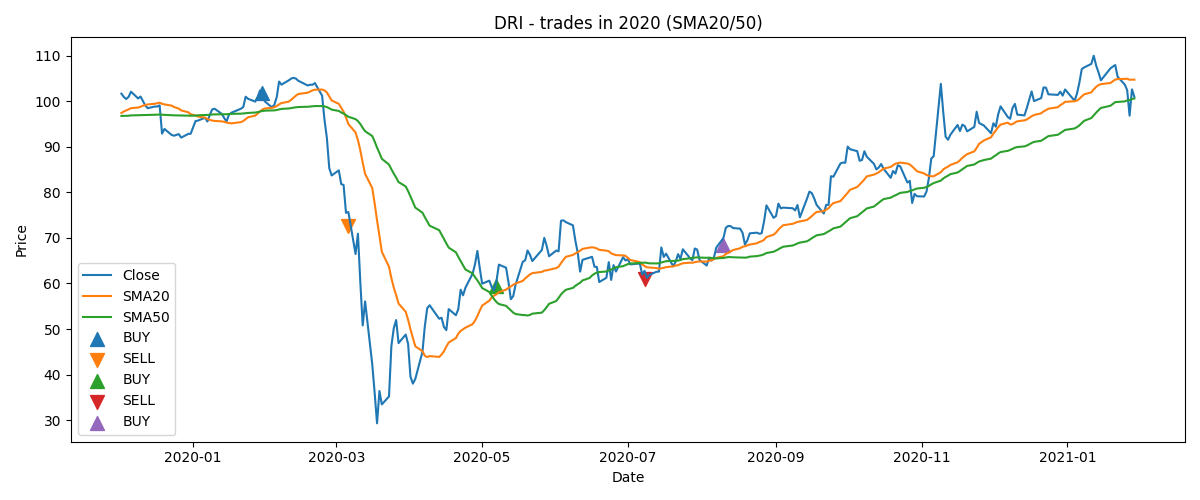 DRI - trades in 2020 (SMA20/50)
Price
110
100
90
80
70
60
50
40
30
Close
SMA20
SMA50
BUY
SELL
BUY
SELL
BUY
2020-01
2020-03
2020-05
2020-07
2020-09
2020-11
2021-01
Date